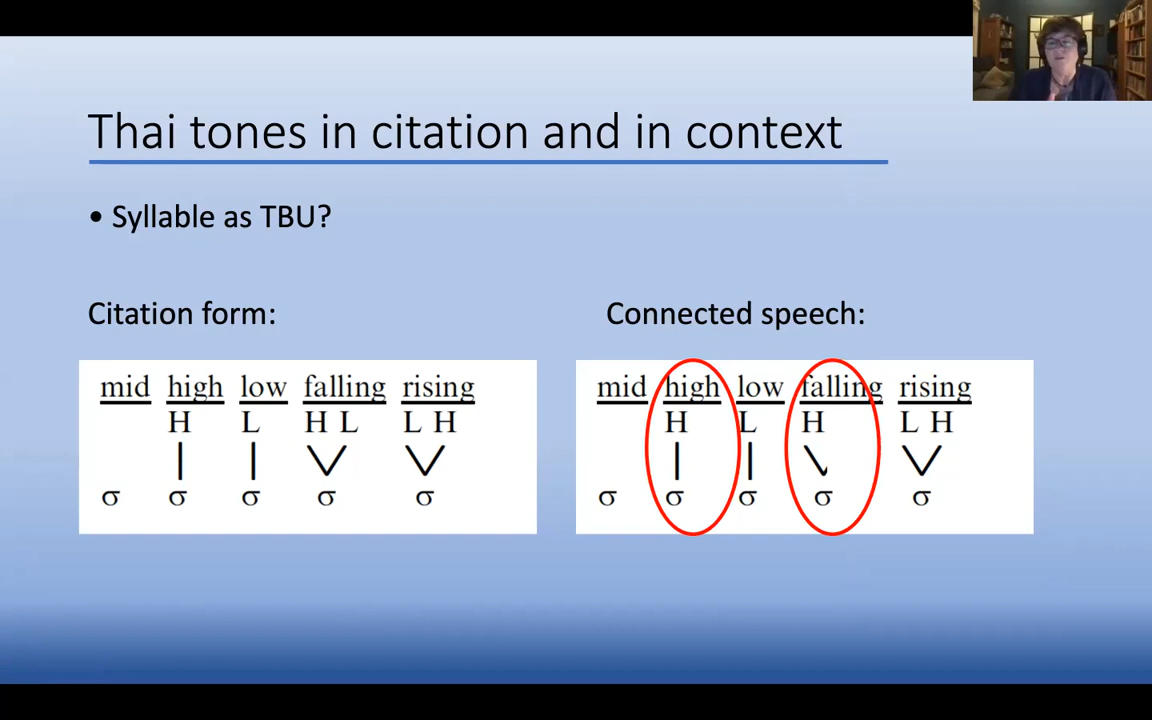 Thai tones in citation and in context
• Syllable as TBU?
Citation form:
mid high low falling rising
H L H L L H
σ σ σ σ σ
Connected speech:
mid high low falling rising
H L H L H
σ σ σ σ σ